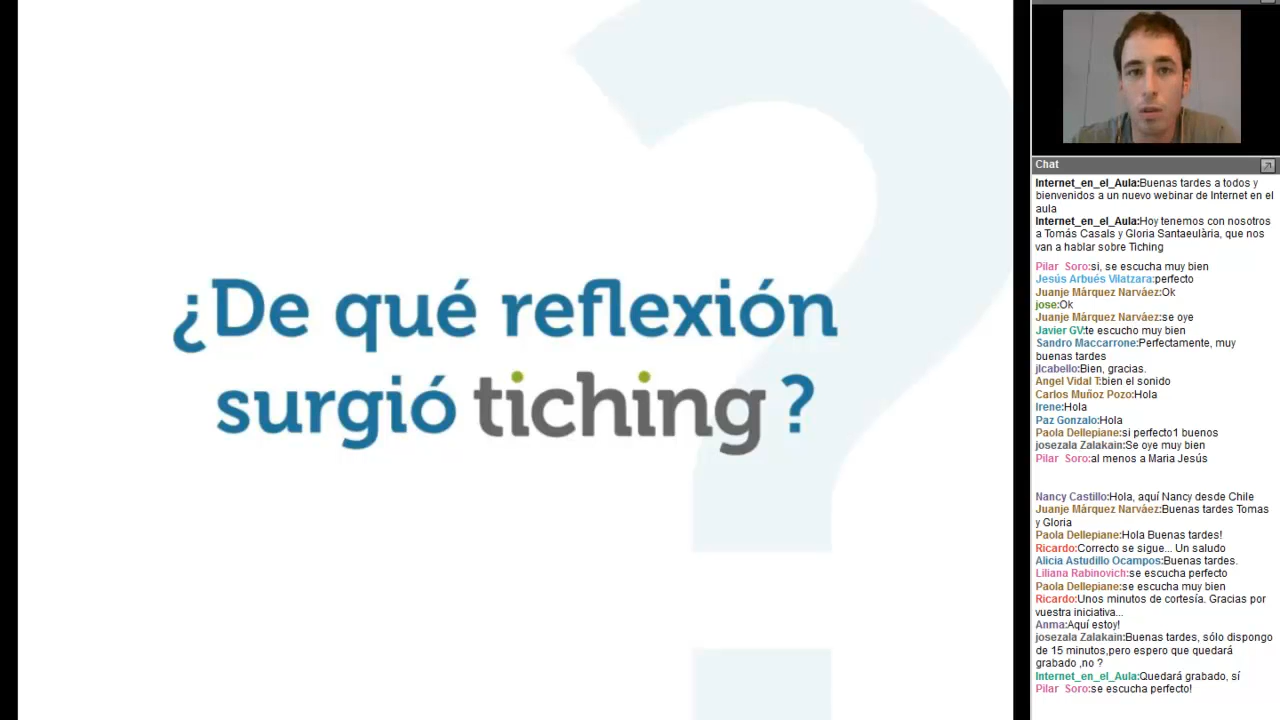 ¿De qué reflexión
surgió tiching ?
Chat
Internet_en_el_Aula:Buenas tardes a todos y
bienvenidos a un nuevo webinar de Internet en el
aula
Internet_en_el_Aula:Hoy tenemos con nosotros
a Tomás Casals y Gloria Santaeulària, que nos
van a hablar sobre Tiching
Pilar Soro:si, se escucha muy bien
Jesús Arbués Vilatzara:perfecto
Juanje Márquez Narváez:Ok
jose:Ok
Juanje Márquez Narváez:se oye
Javier GV:te escucho muy bien
Sandro Maccarrone:Perfectamente, muy
buenas tardes
jlcabello:Bien, gracias.
Angel Vidal T:bien el sonido
Carlos Muñoz Pozo:Hola
Irene:Hola
Paz Gonzalo:Hola
Paola Dellepiane:si perfecto1 buenos
josezala Zalakain:Se oye muy bien
Pilar Soro:al menos a Maria Jesús
Nancy Castillo:Hola, aquí Nancy desde Chile
Juanje Márquez Narváez:Buenas tardes Tomas
y Gloria
Paola Dellepiane:Hola Buenas tardes!
Ricardo:Correcto se sigue... Un saludo
Alicia Astudillo Ocampos:Buenas tardes.
Liliana Rabinovich:se escucha perfecto
Paola Dellepiane:se escucha muy bien
Ricardo:Unos minutos de cortesía. Gracias por
vuestra iniciativa...
Anma:Aquí estoy!
josezala Zalakain:Buenas tardes, sólo dispongo
de 15 minutos,pero espero que quedará
grabado ,no ?
Internet_en_el_Aula:Quedará grabado, sí
Pilar Soro:se escucha perfecto!